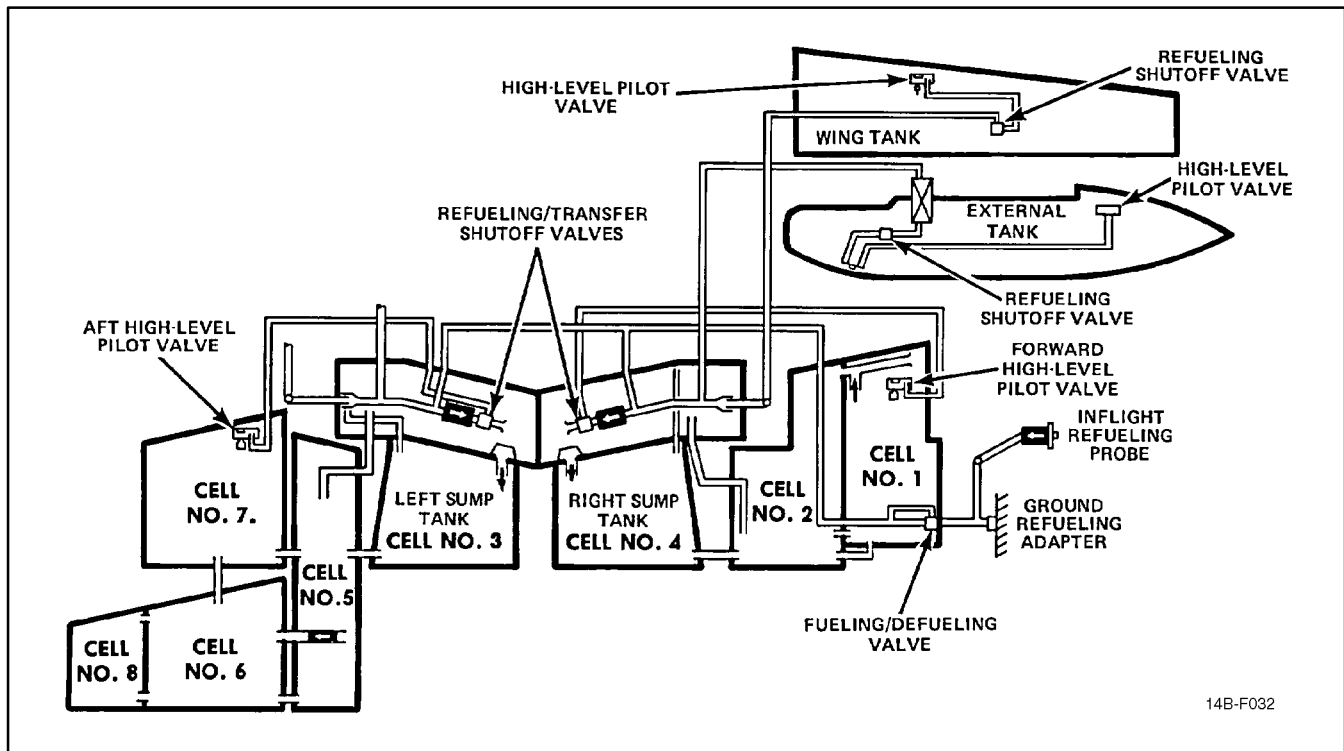 HIGH-LEVEL PILOT
VALVE
REFUELING
SHUTOFF VALVE
WING TANK
HIGH-LEVEL
PILOT VALVE
EXTERNAL
TANK
REFUELING/TRANSFER
SHUTOFF VALVES
REFUELING
SHUTOFF VALVE
AFT HIGH-LEVEL
PILOT VALVE
FORWARD
HIGH-LEVEL
PILOT VALVE
INFLIGHT
REFUELING
PROBE
CELL
NO. 7.
LEFT SUMP
TANK
CELL NO. 3
RIGHT SUMP
TANK
CELL NO. 4
CELL
NO. 2
CELL
NO. 1
GROUND
REFUELING
ADAPTER
CELL
NO.5
FUELING/DEFUELING
VALVE
CELL
NO. 8
CELL
NO. 6
14B-F032